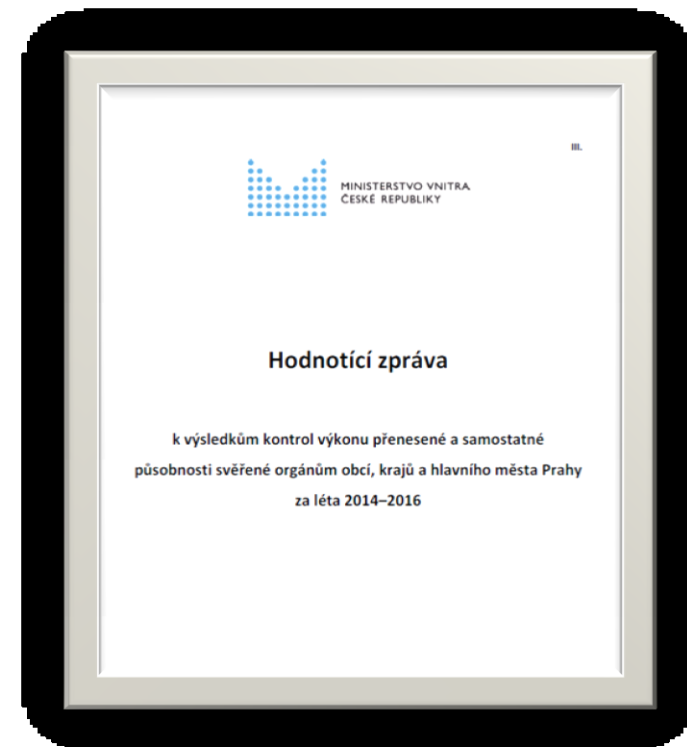 III.
MINISTERSTVO VNITRA
ČESKÉ REPUBLIKY
Hodnotící zpráva
k výsledkům kontrol výkonu přenesené a samostatné
působnosti svěřené orgánům obcí, krajů a hlavního města Prahy
za léta 2014–2016